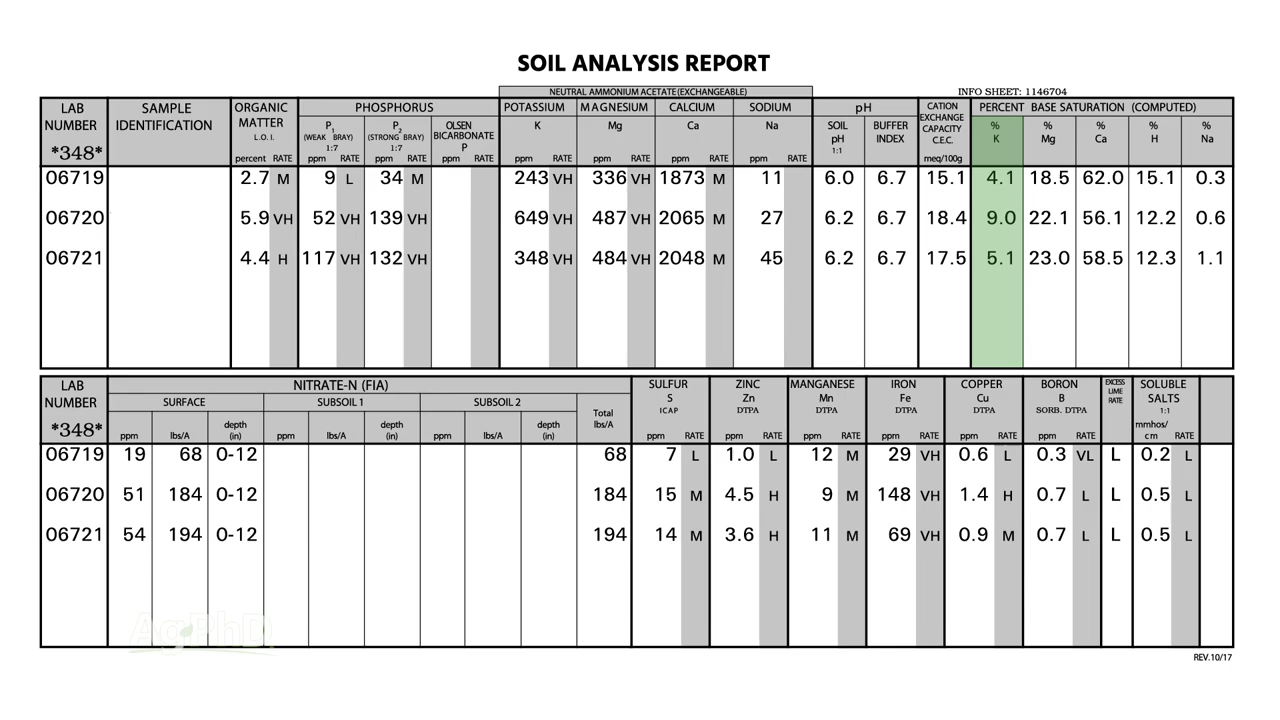 SOIL ANALYSIS REPORT
NEUTRAL AMMONIUM ACETATE (EXCHANGEABLE)
INFO SHEET: 1146704
LAB NUMBER *348* SAMPLE IDENTIFICATION ORGANIC MATTER L.O.I. PHOSPHORUS POTASSIUM MAGNESIUM CALCIUM SODIUM pH CATION EXCHANGE CAPACITY C.E.C. PERCENT BASE SATURATION (COMPUTED)
P1 (WEAK BRAY) 1:7 P2 (STRONG BRAY) 1:7 OLSEN BICARBONATE P K Mg Ca Na SOIL pH 1:1 BUFFER INDEX % K % Mg % Ca % H % Na
percent RATE ppm RATE ppm RATE ppm RATE ppm RATE ppm RATE ppm RATE ppm RATE meq/100g
06719 2.7 M 9 L 34 M 243 VH 336 VH 1873 M 11 6.0 6.7 15.1 4.1 18.5 62.0 15.1 0.3
06720 5.9 VH 52 VH 139 VH 649 VH 487 VH 2065 M 27 6.2 6.7 18.4 9.0 22.1 56.1 12.2 0.6
06721 4.4 H 117 VH 132 VH 348 VH 484 VH 2048 M 45 6.2 6.7 17.5 5.1 23.0 58.5 12.3 1.1
LAB NUMBER *348* NITRATE-N (FIA) SULFUR S ICAP ZINC Zn DTPA MANGANESE Mn DTPA IRON Fe DTPA COPPER Cu DTPA BORON B SORB. DTPA EXCESS LIME RATE SOLUBLE SALTS 1:1
SURFACE SUBSOIL 1 SUBSOIL 2 Total lbs/A
ppm lbs/A depth (in) ppm lbs/A depth (in) ppm lbs/A depth (in) ppm RATE ppm RATE ppm RATE ppm RATE ppm RATE ppm RATE mmhos/cm RATE
06719 19 68 0-12 68 7 L 1.0 L 12 M 29 VH 0.6 L 0.3 VL L 0.2 L
06720 51 184 0-12 184 15 M 4.5 H 9 M 148 VH 1.4 H 0.7 L L 0.5 L
06721 54 194 0-12 194 14 M 3.6 H 11 M 69 VH 0.9 M 0.7 L L 0.5 L
AgPhD
REV.10/17